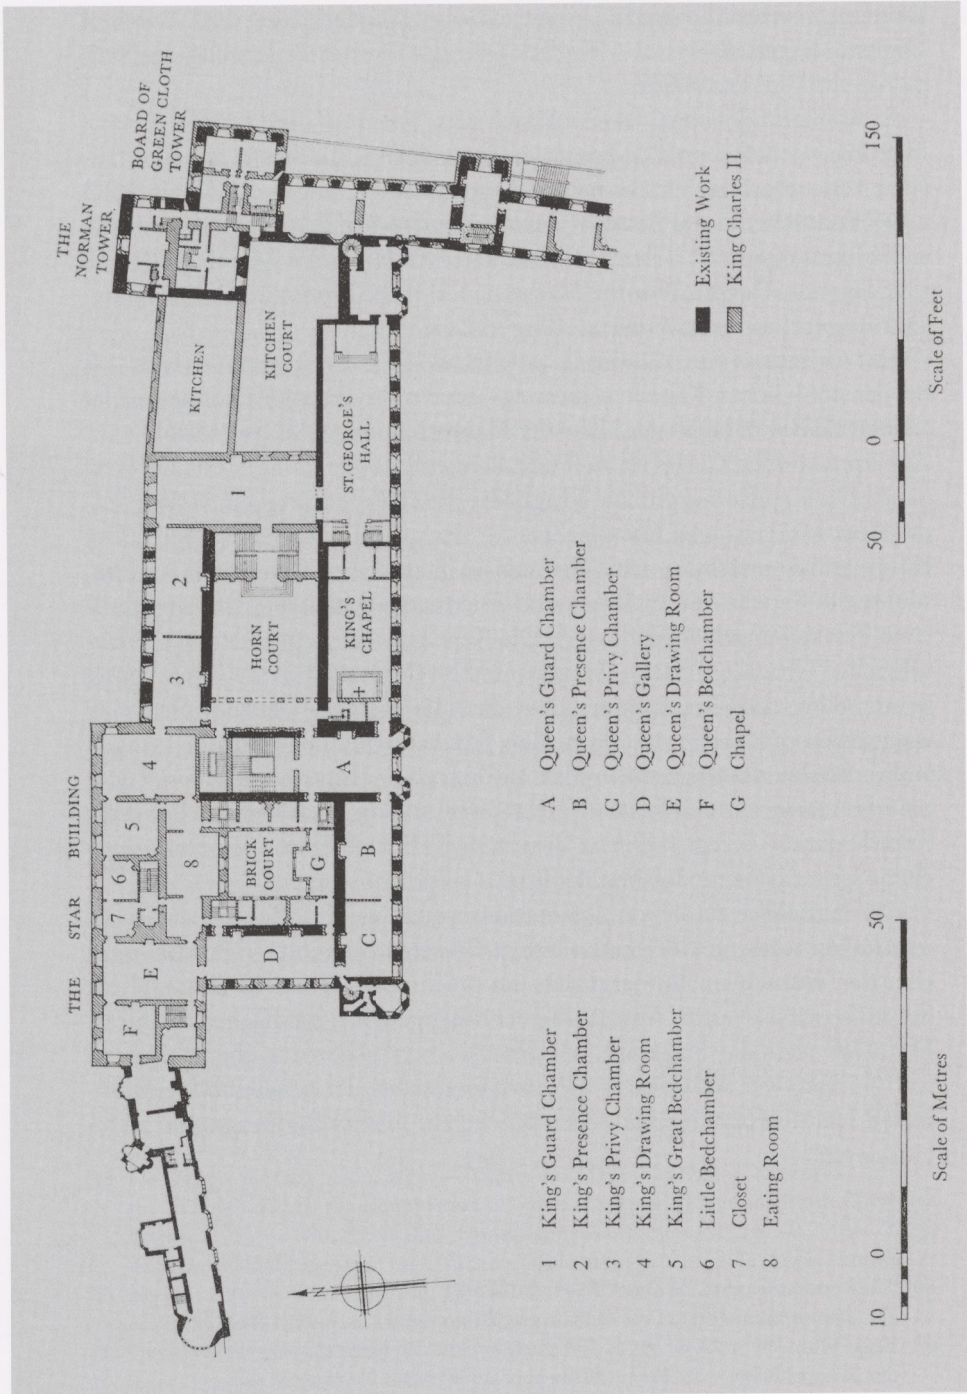 THE
NORMAN
TOWER
BOARD OF
GREEN CLOTH
TOWER
THE STAR BUILDING
KITCHEN
KITCHEN
COURT
1
2
3
4
5
6
7
8
E
F
D
HORN
COURT
ST. GEORGE'S
HALL
KING'S
CHAPEL
A
BRICK
COURT
G
B
C
N
Existing Work
King Charles II
1 King's Guard Chamber
2 King's Presence Chamber
3 King's Privy Chamber
4 King's Drawing Room
5 King's Great Bedchamber
6 Little Bedchamber
7 Closet
8 Eating Room
A Queen's Guard Chamber
B Queen's Presence Chamber
C Queen's Privy Chamber
D Queen's Gallery
E Queen's Drawing Room
F Queen's Bedchamber
G Chapel
10 0 50
Scale of Metres
50 0 150
Scale of Feet